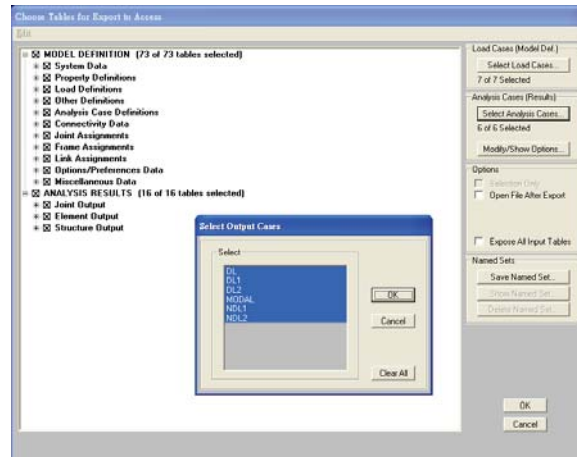 Choose Tables for Export to Access
Edit
MODEL DEFINITION (73 of 73 tables selected)
System Data
Property Definitions
Load Definitions
Other Definitions
Analysis Case Definitions
Connectivity Data
Joint Assignments
Frame Assignments
Link Assignments
Options/Preferences Data
Miscellaneous Data
ANALYSIS RESULTS (16 of 16 tables selected)
Joint Output
Element Output
Structure Output
Select Output Cases
Select
DL
DL1
DL2
MODAL
NDL1
NDL2
OK
Cancel
Clear All
Load Cases (Model Def.)
Select Load Cases...
7 of 7 Selected
Analysis Cases (Results)
Select Analysis Cases...
6 of 6 Selected
Modify/Show Options...
Options
Selection Only
Open File After Export
Expose All Input Tables
Named Sets
Save Named Set...
Show Named Set...
Delete Named Set...
OK
Cancel